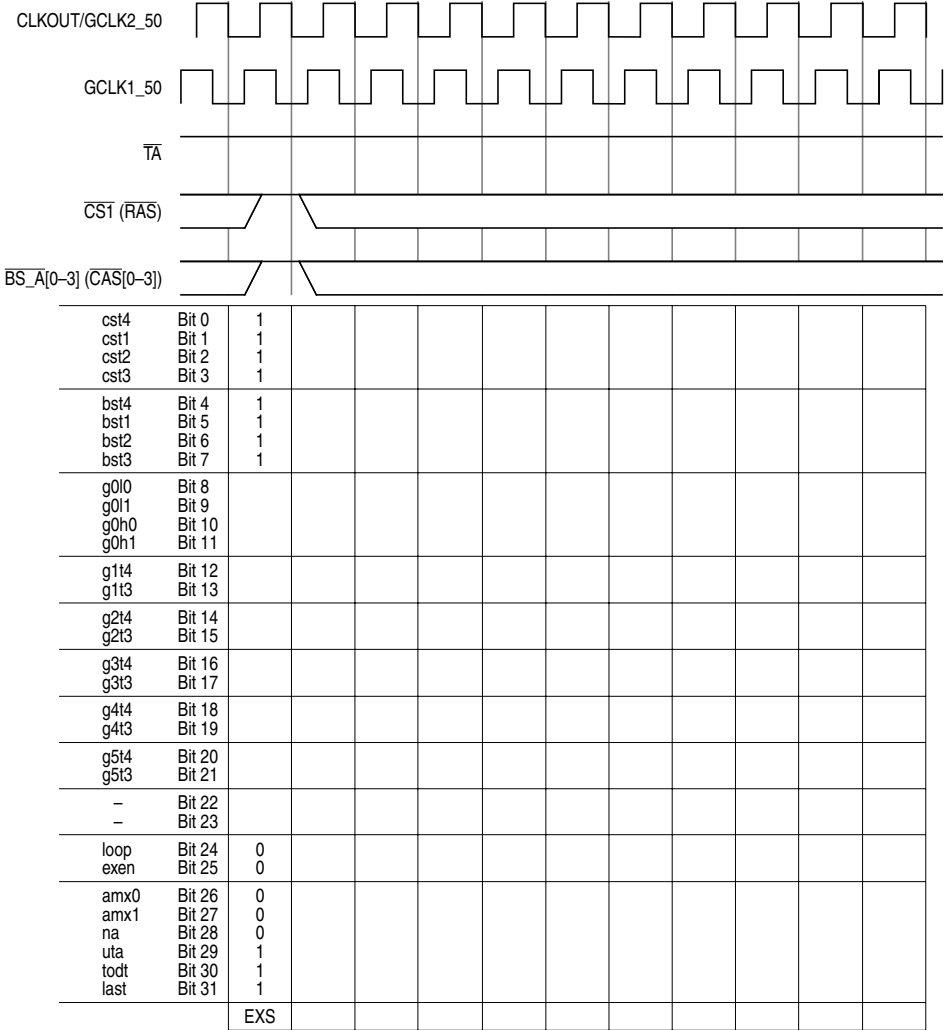 CLKOUT/GCLK2_50
GCLK1_50
TA
CS1 (RAS)
BS_A[0–3] (CAS[0–3])
cst4 Bit 0 1
cst1 Bit 1 1
cst2 Bit 2 1
cst3 Bit 3 1
bst4 Bit 4 1
bst1 Bit 5 1
bst2 Bit 6 1
bst3 Bit 7 1
g0l0 Bit 8
g0l1 Bit 9
g0h0 Bit 10
g0h1 Bit 11
g1t4 Bit 12
g1t3 Bit 13
g2t4 Bit 14
g2t3 Bit 15
g3t4 Bit 16
g3t3 Bit 17
g4t4 Bit 18
g4t3 Bit 19
g5t4 Bit 20
g5t3 Bit 21
– Bit 22
– Bit 23
loop Bit 24 0
exen Bit 25 0
amx0 Bit 26 0
amx1 Bit 27 0
na Bit 28 0
uta Bit 29 1
todt Bit 30 1
last Bit 31 1
EXS